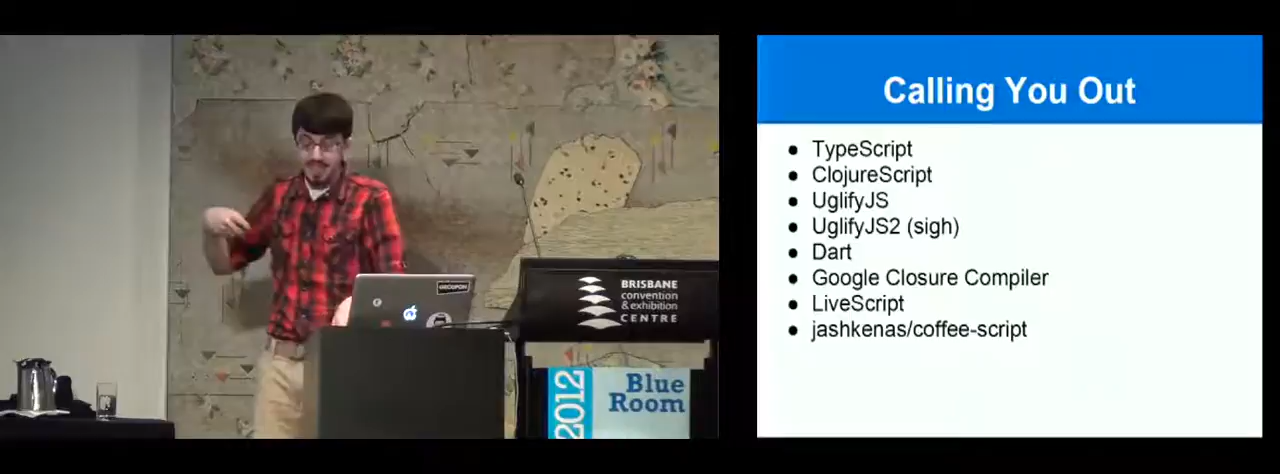 GROUPON
BRISBANE
convention
& exhibition
CENTRE
2012
Blue
Room
Calling You Out
● TypeScript
● ClojureScript
● UglifyJS
● UglifyJS2 (sigh)
● Dart
● Google Closure Compiler
● LiveScript
● jashkenas/coffee-script